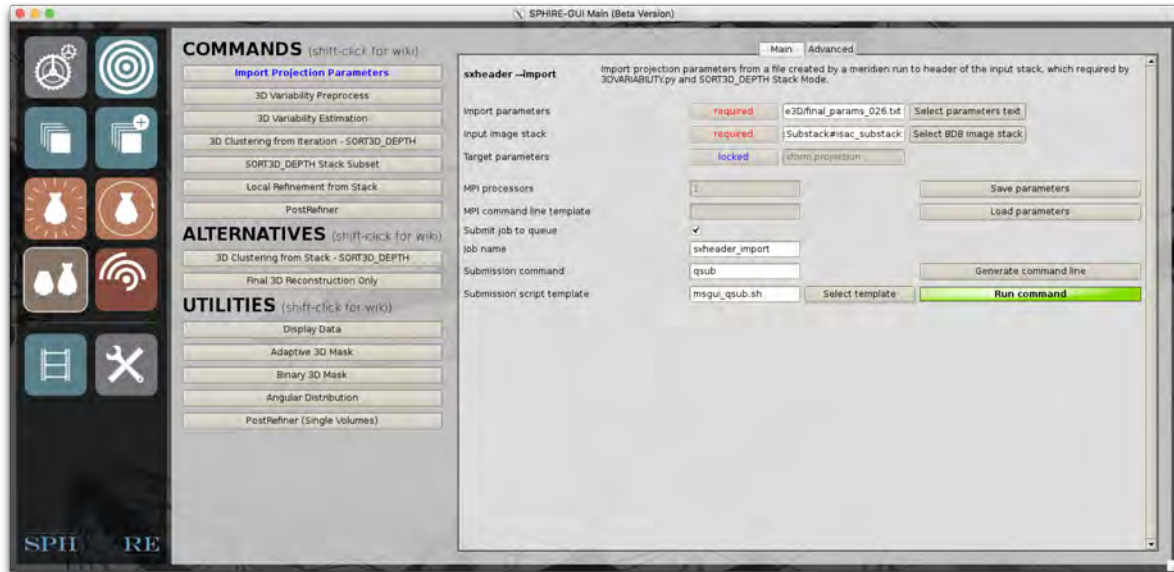 SPHIRE-GUI Main (Beta Version)
COMMANDS (shift-click for wiki)
Import Projection Parameters
3D Variability Preprocess
3D Variability Estimation
3D Clustering from Iteration - SORT3D_DEPTH
SORT3D_DEPTH Stack Subset
Local Refinement from Stack
PostRefiner
ALTERNATIVES (shift-click for wiki)
3D Clustering from Stack - SORT3D_DEPTH
Final 3D Reconstruction Only
UTILITIES (shift-click for wiki)
Display Data
Adaptive 3D Mask
Binary 3D Mask
Angular Distribution
PostRefiner (Single Volumes)
SPH RE
Main Advanced
sxheader --import
Import projection parameters from a file created by a meridien run to header of the input stack, which required by
3DVARIABILITY.py and SORT3D_DEPTH Stack Mode.
Import parameters required e3D/final_params_026.txt Select parameters text
Input image stack required :Substack#isac_substack Select BDB image stack
Target parameters locked xform.projection
MPI processors 1 Save parameters
MPI command line template Load parameters
Submit job to queue
Job name sxheader_import
Submission command qsub Generate command line
Submission script template msgui_qsub.sh Select template Run command